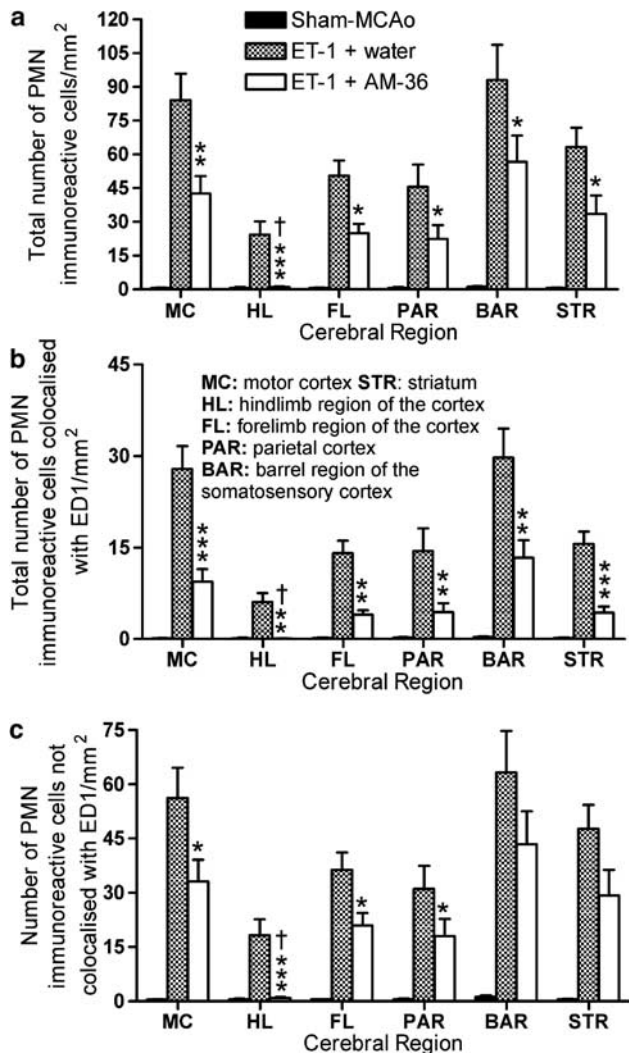 a
Total number of PMN
immunoreactive cells/mm²
120
105
90
75
60
45
30
15
0
Sham-MCAo
ET-1 + water
ET-1 + AM-36
**
†***
*
*
*
*
MC HL FL PAR BAR STR
Cerebral Region
b
Total number of PMN
immunoreactive cells colocalised
with ED1/mm²
45
30
15
0
MC: motor cortex STR: striatum
HL: hindlimb region of the cortex
FL: forelimb region of the cortex
PAR: parietal cortex
BAR: barrel region of the
somatosensory cortex
***
†**
**
**
**
***
MC HL FL PAR BAR STR
Cerebral Region
c
Number of PMN
immunoreactive cells not
colocalised with ED1/mm²
75
60
45
30
15
0
*
†***
*
*
MC HL FL PAR BAR STR
Cerebral Region